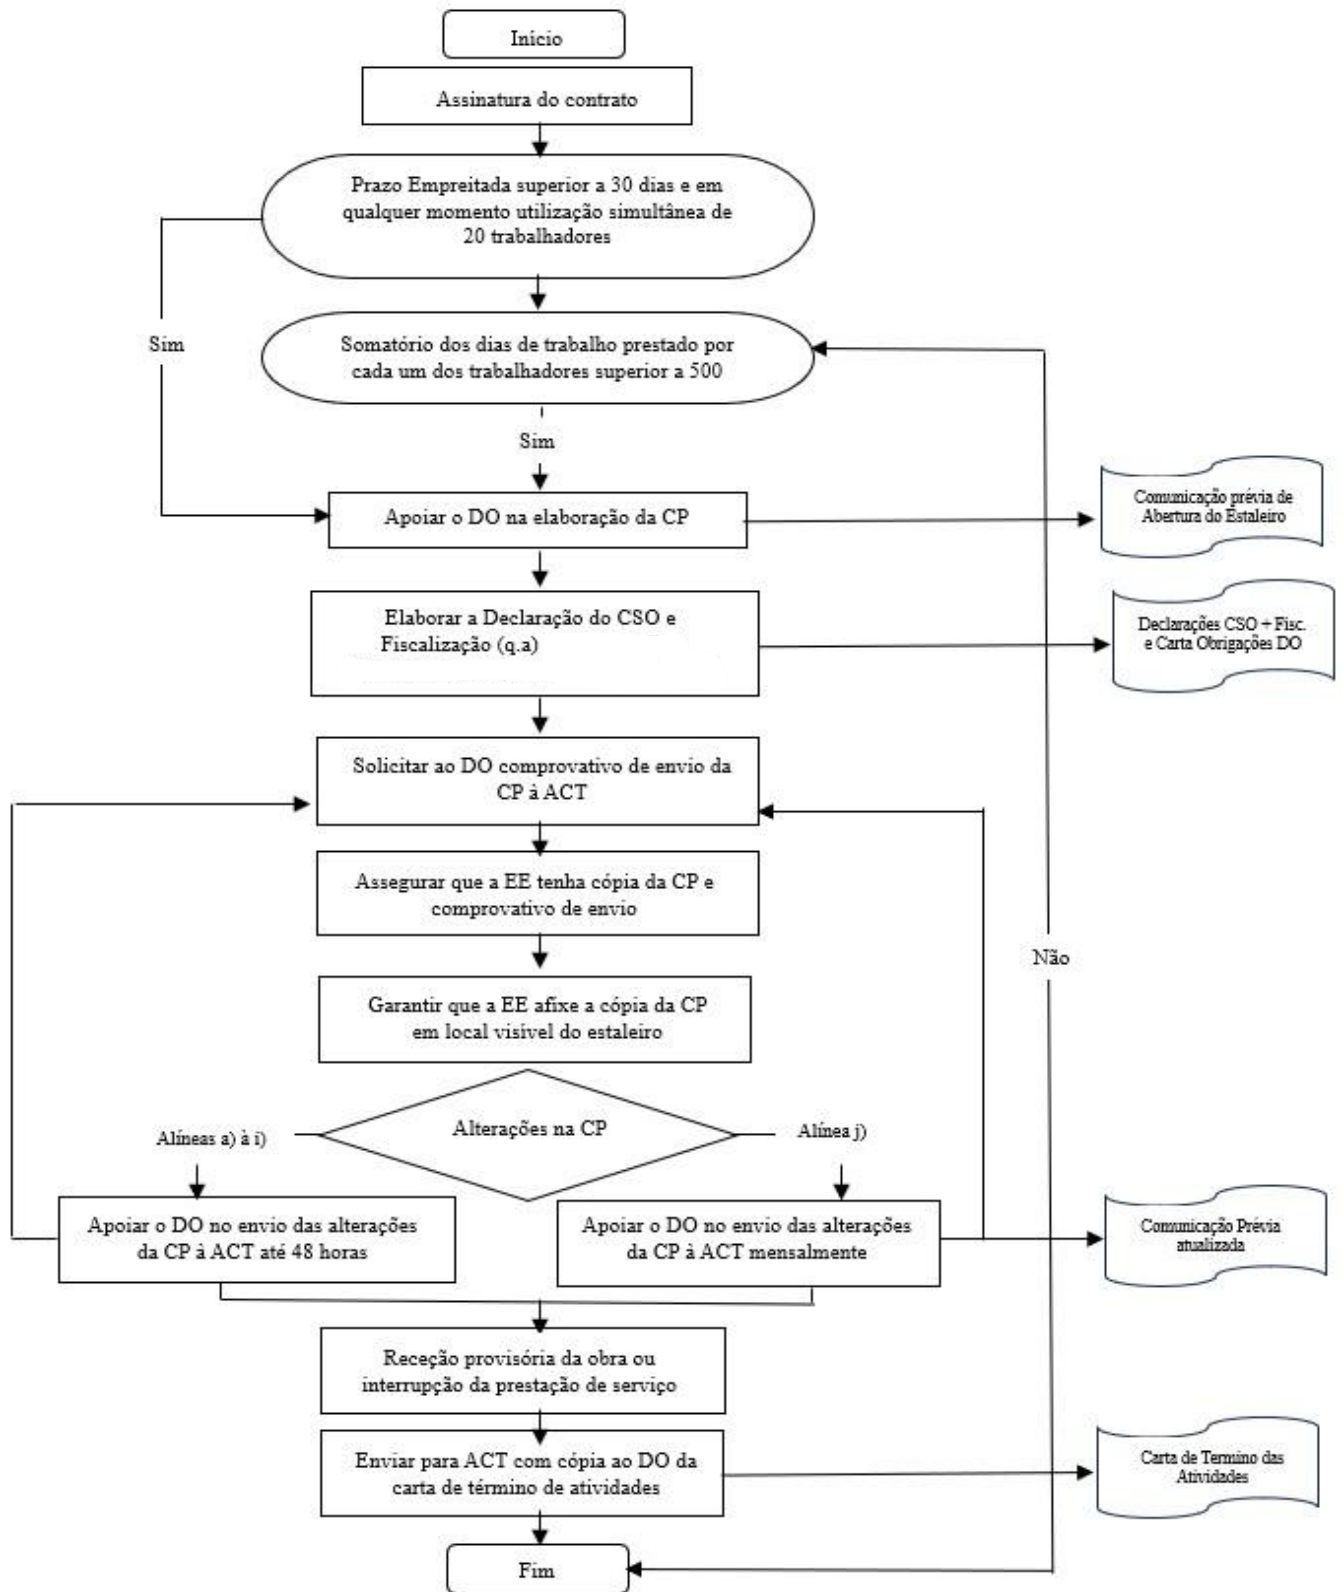 Início
Assinatura do contrato
Prazo Empreitada superior a 30 dias e em
qualquer momento utilização simultânea de
20 trabalhadores
Sim
Somatório dos dias de trabalho prestado por
cada um dos trabalhadores superior a 500
Sim
Apoiar o DO na elaboração da CP
Comunicação prévia de
Abertura do Estaleiro
Elaborar a Declaração do CSO e
Fiscalização (q.a)
Declarações CSO + Fisc.
e Carta Obrigações DO
Solicitar ao DO comprovativo de envio da
CP à ACT
Assegurar que a EE tenha cópia da CP e
comprovativo de envio
Não
Garantir que a EE afixe a cópia da CP
em local visível do estaleiro
Alterações na CP
Alíneas a) à i)
Alínea j)
Apoiar o DO no envio das alterações
da CP à ACT até 48 horas
Apoiar o DO no envio das alterações
da CP à ACT mensalmente
Comunicação Prévia
atualizada
Receção provisória da obra ou
interrupção da prestação de serviço
Enviar para ACT com cópia ao DO da
carta de término de atividades
Carta de Termino das
Atividades
Fim